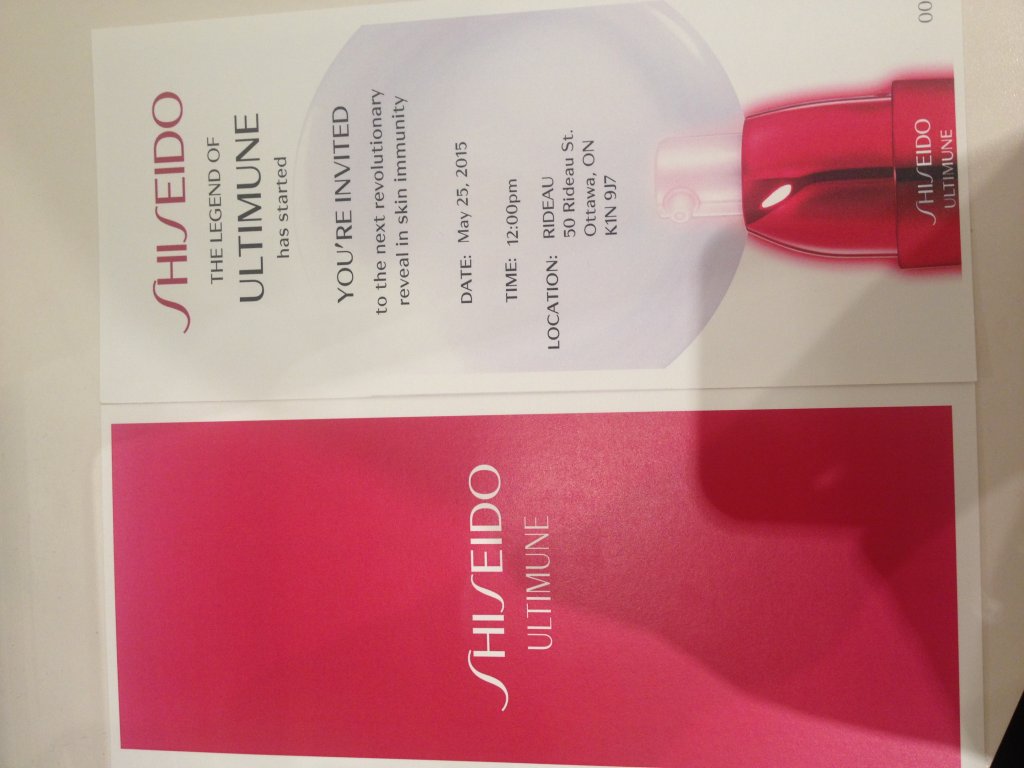 SHISEIDO
THE LEGEND OF
ULTIMUNE
has started
YOU'RE INVITED
to the next revolutionary
reveal in skin immunity
DATE: May 25, 2015
TIME: 12:00pm
LOCATION: RIDEAU
50 Rideau St.
Ottawa, ON
K1N 9J7
SHISEIDO
ULTIMUNE
00
SHISEIDO
ULTIMUNE